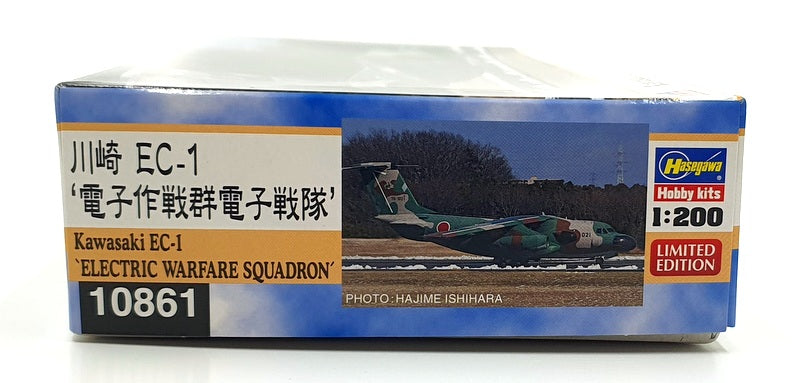 川崎 EC-1
‘電子作戦群電子戦隊’
Kawasaki EC-1
`ELECTRIC WARFARE SQUADRON´
10861
PHOTO : HAJIME ISHIHARA
021
Hasegawa
Hobby kits
1:200
LIMITED
EDITION